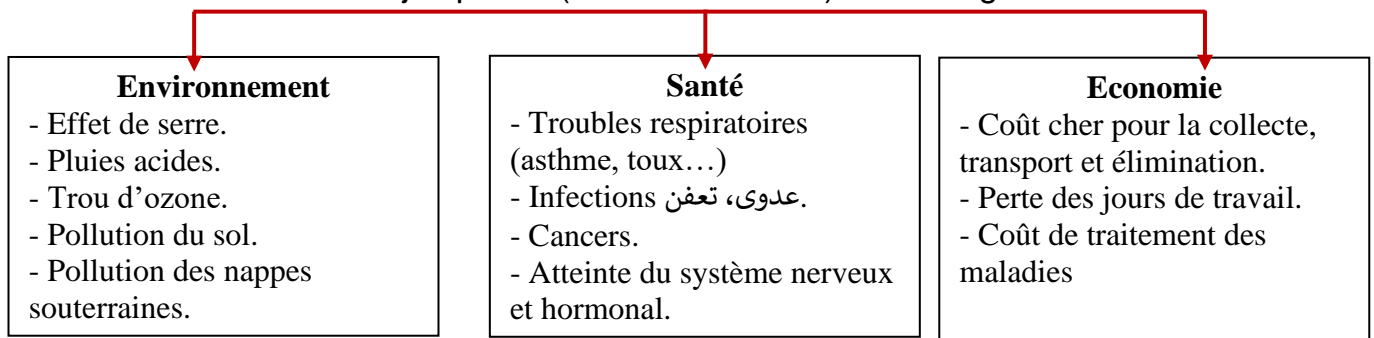 Environnement
- Effet de serre.
- Pluies acides.
- Trou d’ozone.
- Pollution du sol.
- Pollution des nappes
souterraines.
Santé
- Troubles respiratoires
(asthme, toux…)
- Infections عدوى، تعفن.
- Cancers.
- Atteinte du système nerveux
et hormonal.
Economie
- Coût cher pour la collecte,
transport et élimination.
- Perte des jours de travail.
- Coût de traitement des
maladies